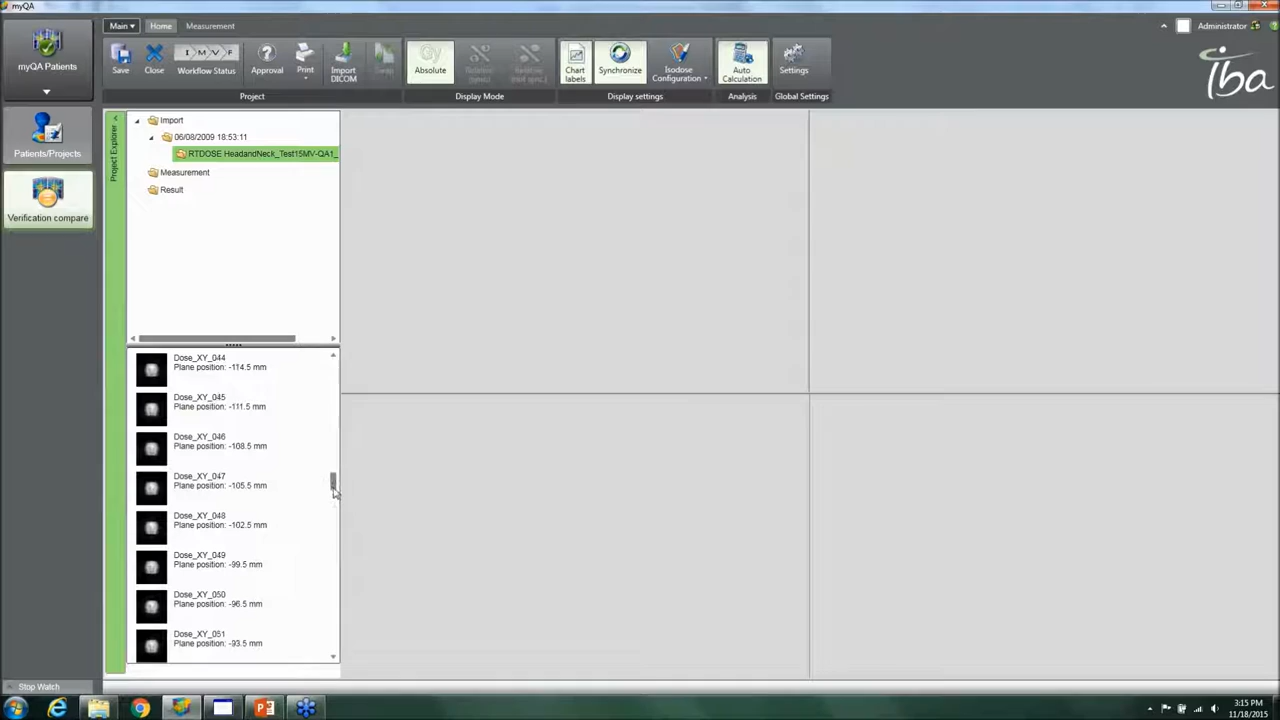 myQA
Main
Home
Measurement
Administrator
myQA Patients
Save
Close
I M V F
Workflow Status
Approval
Print
Import
DICOM
Absolute
Chart
labels
Synchronize
Isodose
Configuration
Auto
Calculation
Settings
Project
Display Mode
Display settings
Analysis
Global Settings
iba
Patients/Projects
Verification compare
Project Explorer
Import
06/08/2009 18:53:11
RTDOSE HeadandNeck_Test15MV-QA1_
Measurement
Result
Dose_XY_044
Plane position: -114.5 mm
Dose_XY_045
Plane position: -111.5 mm
Dose_XY_046
Plane position: -108.5 mm
Dose_XY_047
Plane position: -105.5 mm
Dose_XY_048
Plane position: -102.5 mm
Dose_XY_049
Plane position: -99.5 mm
Dose_XY_050
Plane position: -96.5 mm
Dose_XY_051
Plane position: -93.5 mm
Stop Watch
3:15 PM
11/18/2015